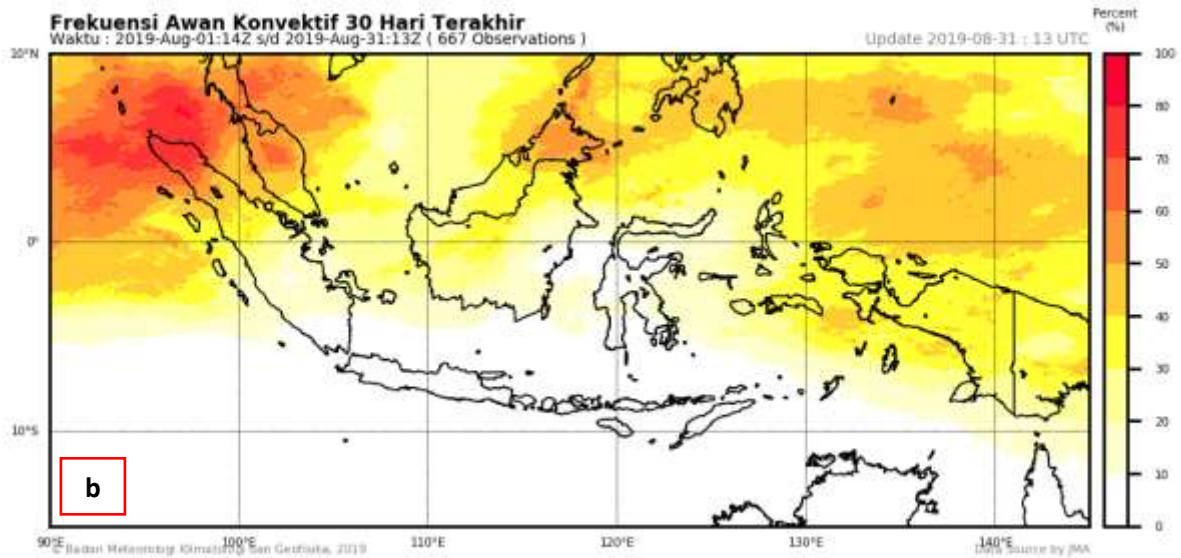 Frekuensi Awan Konvektif 30 Hari Terakhir
Waktu : 2019-Aug-01:14Z s/d 2019-Aug-31:13Z ( 667 Observations )
Update 2019-08-31 : 13 UTC
Percent
(%)
10°N
0°
10°S
90°E
100°E
110°E
120°E
130°E
140°E
100
80
70
60
50
40
30
20
10
0
b
© Badan Meteorologi Klimatologi dan Geofisika, 2019
Data Source by JMA